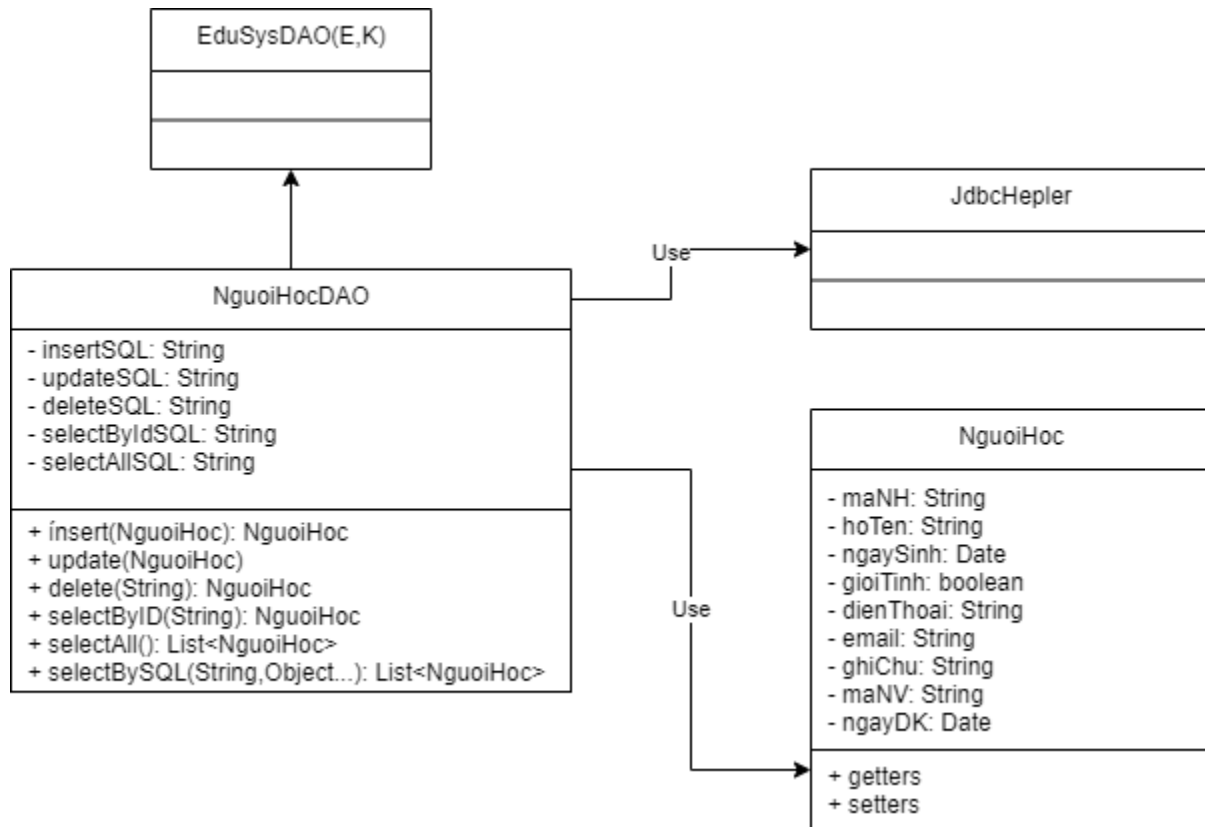 EduSysDAO(E,K)
JdbcHepler
Use
NguoiHocDAO
- insertSQL: String
- updateSQL: String
- deleteSQL: String
- selectByIdSQL: String
- selectAllSQL: String
+ ínsert(NguoiHoc): NguoiHoc
+ update(NguoiHoc)
+ delete(String): NguoiHoc
+ selectByID(String): NguoiHoc
+ selectAll(): List<NguoiHoc>
+ selectBySQL(String,Object...): List<NguoiHoc>
Use
NguoiHoc
- maNH: String
- hoTen: String
- ngaySinh: Date
- gioiTinh: boolean
- dienThoai: String
- email: String
- ghiChu: String
- maNV: String
- ngayDK: Date
+ getters
+ setters